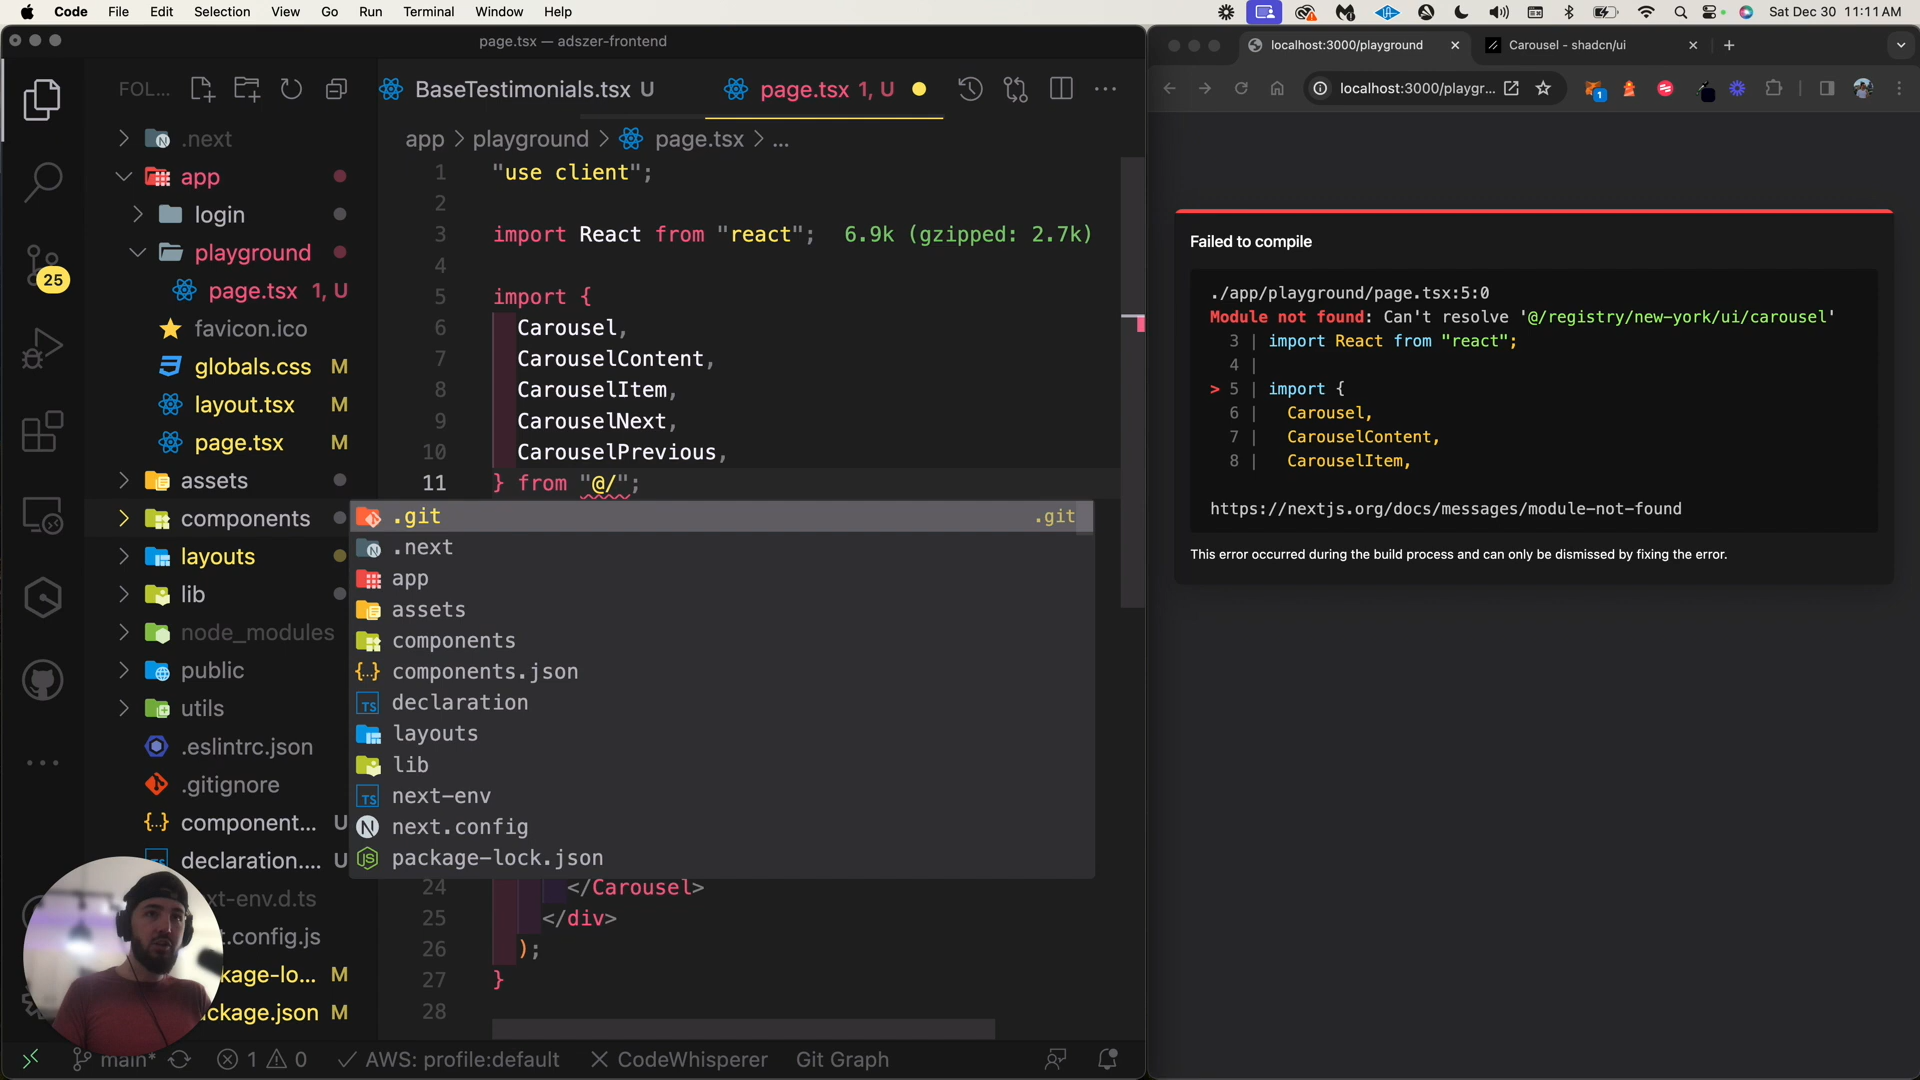 Code File Edit Selection View Go Run Terminal Window Help
Sat Dec 30 11:11AM
page.tsx — adszer-frontend
FOL...
BaseTestimonials.tsx U
page.tsx 1, U
app > playground > page.tsx > ...
.next
app
login
playground
page.tsx 1, U
favicon.ico
globals.css M
layout.tsx M
page.tsx M
assets
components
layouts
lib
node_modules
public
utils
.eslintrc.json
.gitignore
component... U
declaration.... U
xt-env.d.ts
t.config.js
kage-lo... M
ckage.json M
25
1 "use client";
2
3 import React from "react"; 6.9k (gzipped: 2.7k)
4
5 import {
6 Carousel,
7 CarouselContent,
8 CarouselItem,
9 CarouselNext,
10 CarouselPrevious,
11 } from "@/";
.git .git
.next
app
assets
components
components.json
declaration
layouts
lib
next-env
next.config
package-lock.json
24 </Carousel>
25 </div>
26 );
27 }
28
main* 1 0 AWS: profile:default CodeWhisperer Git Graph
localhost:3000/playground
Carousel - shadcn/ui
localhost:3000/playgr...
1
Failed to compile
./app/playground/page.tsx:5:0
Module not found: Can't resolve '@/registry/new-york/ui/carousel'
3 | import React from "react";
4 |
> 5 | import {
6 | Carousel,
7 | CarouselContent,
8 | CarouselItem,
https://nextjs.org/docs/messages/module-not-found
This error occurred during the build process and can only be dismissed by fixing the error.